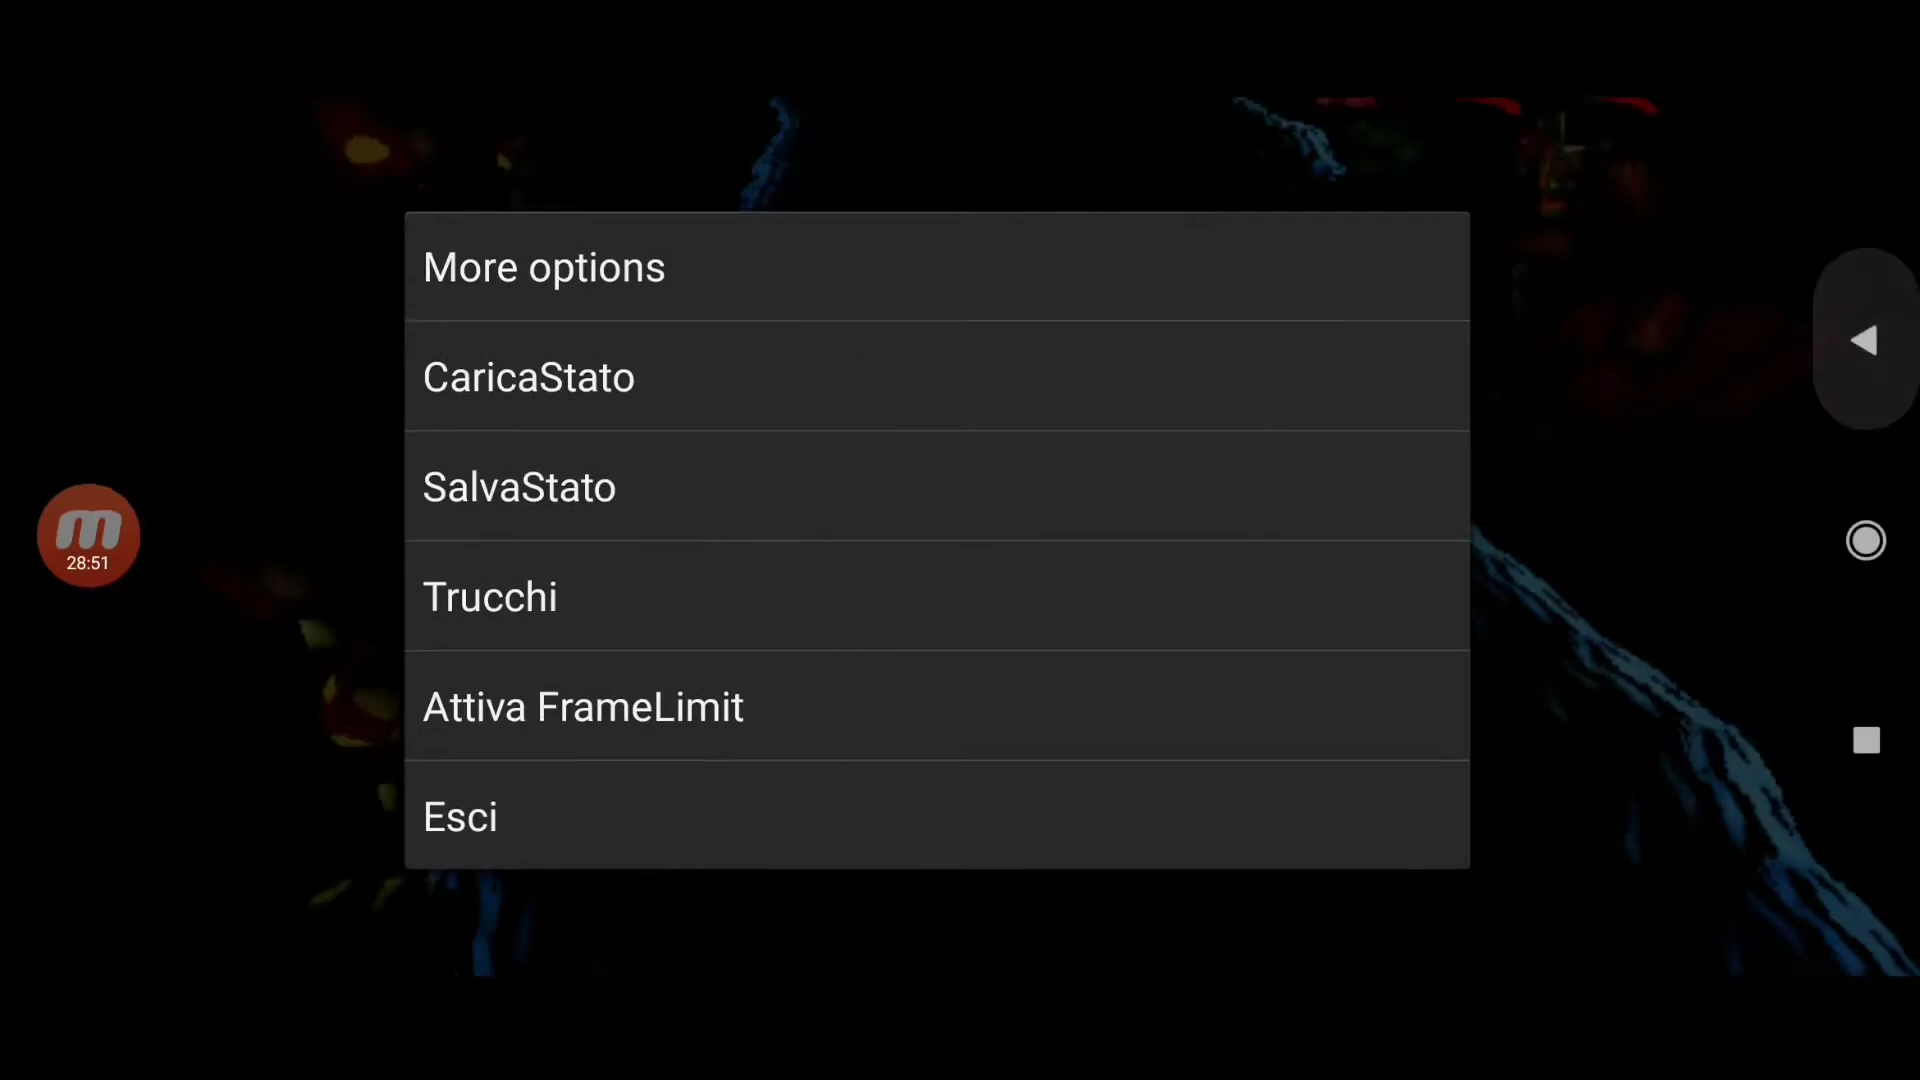 More options
CaricaStato
SalvaStato
28:51
Trucchi
Attiva FrameLimit
Esci